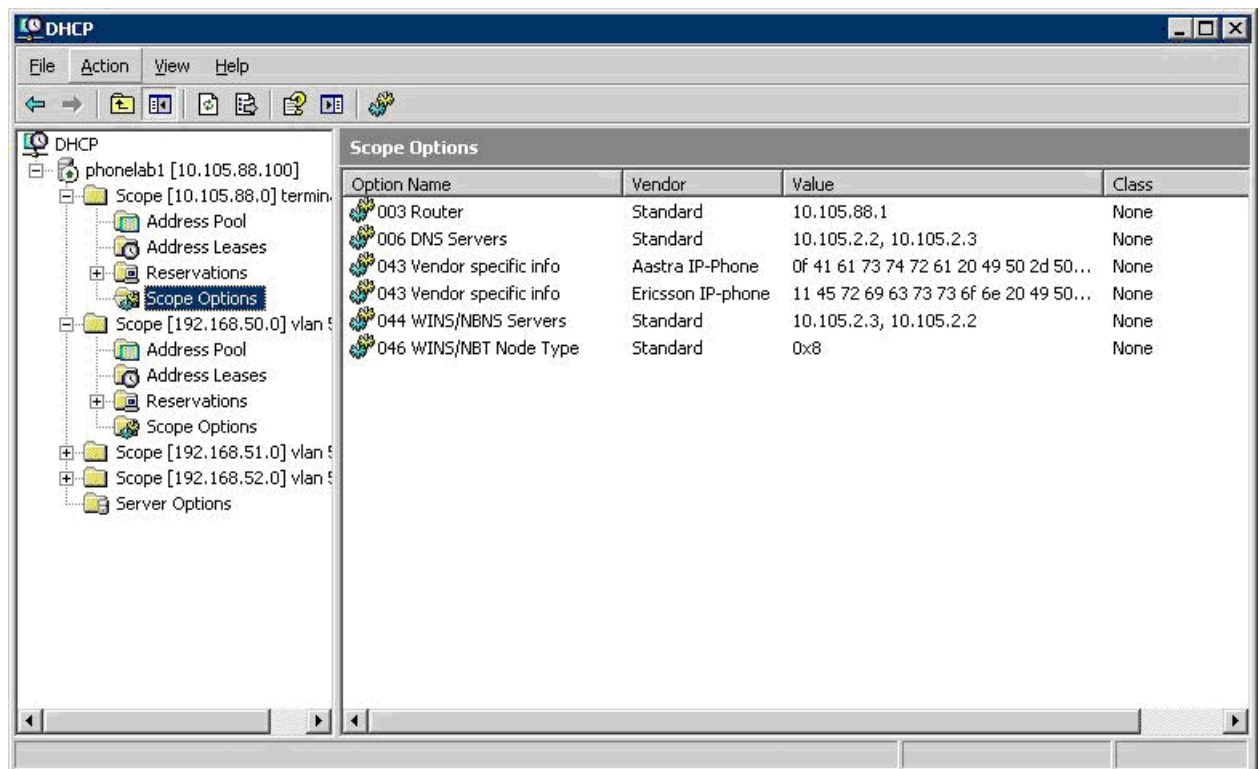 DHCP
File Action View Help
DHCP
phonelab1 [10.105.88.100]
Scope [10.105.88.0] termin
Address Pool
Address Leases
Reservations
Scope Options
Scope [192.168.50.0] vlan 5
Address Pool
Address Leases
Reservations
Scope Options
Scope [192.168.51.0] vlan 5
Scope [192.168.52.0] vlan 5
Server Options
Scope Options
Option Name Vendor Value Class
003 Router Standard 10.105.88.1 None
006 DNS Servers Standard 10.105.2.2, 10.105.2.3 None
043 Vendor specific info Aastra IP-Phone 0f 41 61 73 74 72 61 20 49 50 2d 50... None
043 Vendor specific info Ericsson IP-phone 11 45 72 69 63 73 73 6f 6e 20 49 50... None
044 WINS/NBNS Servers Standard 10.105.2.3, 10.105.2.2 None
046 WINS/NBT Node Type Standard 0x8 None